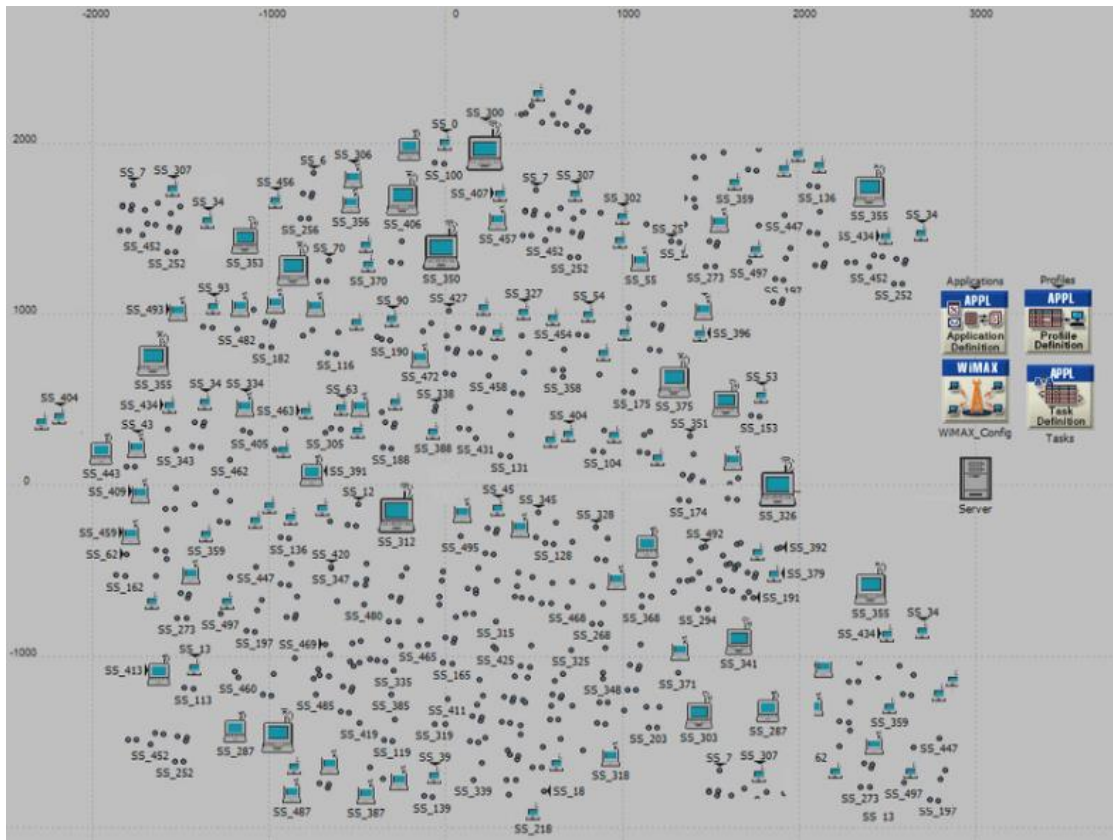 -2000 -1000 0 1000 2000 3000
2000
SS_0 SS_300
SS_7 SS_307 SS_6 SS_306 SS_100
SS_456 SS_407 SS_7 SS_307
SS_34 SS_356 SS_406 SS_302 SS_359 SS_136 SS_355 SS_34
SS_452 SS_256 SS_457 SS_25 SS_447 SS_434
SS_252 SS_353 SS_70 SS_350 SS_452 SS_252 SS_55 SS_273 SS_497 SS_452
SS_370 SS_197 SS_252
Applications Profiles
APPL APPL
Application Definition
Profile Definition
1000
SS_493 SS_93 SS_90 SS_427 SS_327 SS_54
SS_482 SS_182 SS_116 SS_190 SS_454 SS_396
SS_355 SS_472 SS_458 SS_358 SS_375 SS_53
WiMAX APPL
Task Definition
WiMAX_Config Tasks
SS_404 SS_434 SS_34 SS_334 SS_463 SS_63 SS_338 SS_404 SS_175 SS_351 SS_153
SS_43 SS_405 SS_305 SS_388 SS_431
SS_443 SS_343 SS_462 SS_391 SS_188 SS_131 SS_104
0
SS_409 SS_12 SS_45 SS_345 SS_174 SS_326
Server
SS_459 SS_312 SS_328
SS_62 SS_359 SS_136 SS_420 SS_495 SS_128 SS_492 SS_392
SS_162 SS_447 SS_347 SS_379
SS_273 SS_497 SS_480 SS_468 SS_368 SS_294 SS_191 SS_355 SS_34
SS_197 SS_469 SS_315 SS_268 SS_434
-1000
SS_413 SS_13 SS_465 SS_425 SS_325 SS_341
SS_113 SS_460 SS_335 SS_165 SS_348 SS_371
SS_485 SS_385 SS_411 SS_359
SS_452 SS_287 SS_419 SS_319 SS_203 SS_303 SS_287 SS_447
SS_252 SS_119 SS_39 SS_318 SS_7 SS_307 62
SS_487 SS_387 SS_139 SS_339 SS_18 SS_273 SS_497
SS_218 SS_13 SS_197